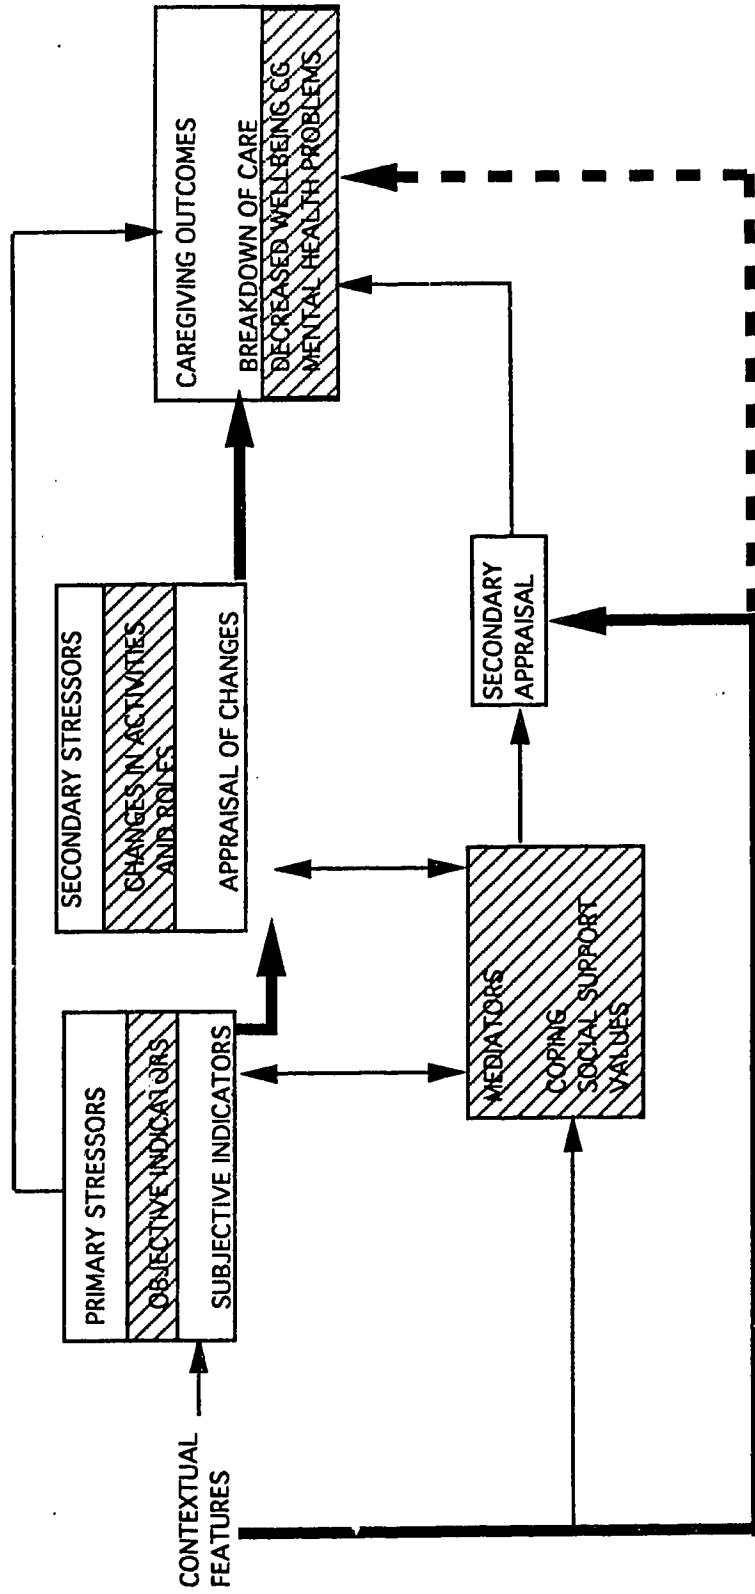 CONTEXTUAL
FEATURES
PRIMARY STRESSORS
OBJECTIVE INDICATORS
SUBJECTIVE INDICATORS
SECONDARY STRESSORS
CHANGES IN ACTIVITIES
AND ROLES
APPRAISAL OF CHANGES
CAREGIVING OUTCOMES
BREAKDOWN OF CARE
DECREASED WELLBEING CG
MENTAL HEALTH PROBLEMS
MEDIATORS
COPING
SOCIAL SUPPORT
VALUES
SECONDARY
APPRAISAL